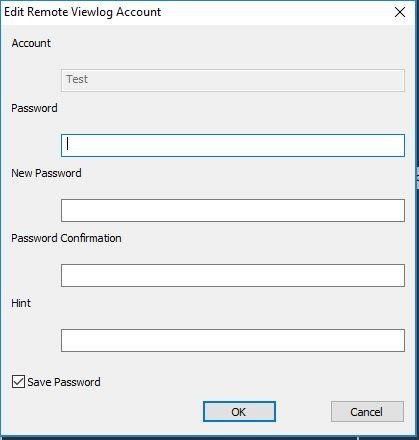 Edit Remote Viewlog Account
Account
Test
Password
New Password
Password Confirmation
Hint
Save Password
OK
Cancel